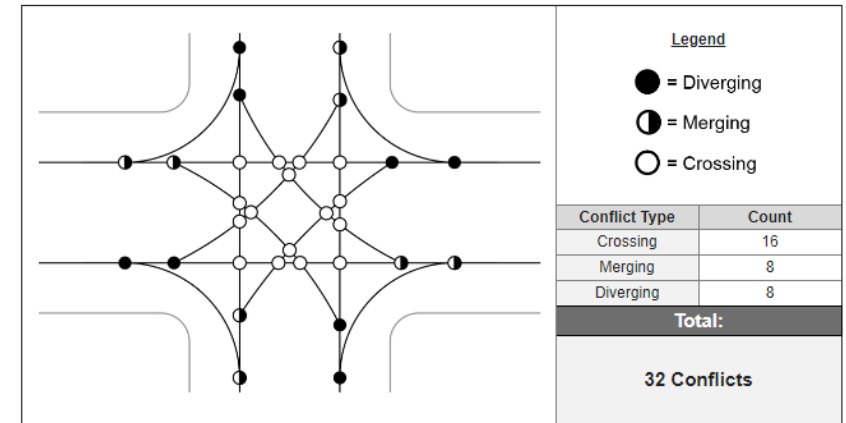 Legend
= Diverging
= Merging
= Crossing
Conflict Type Count
Crossing 16
Merging 8
Diverging 8
Total:
32 Conflicts